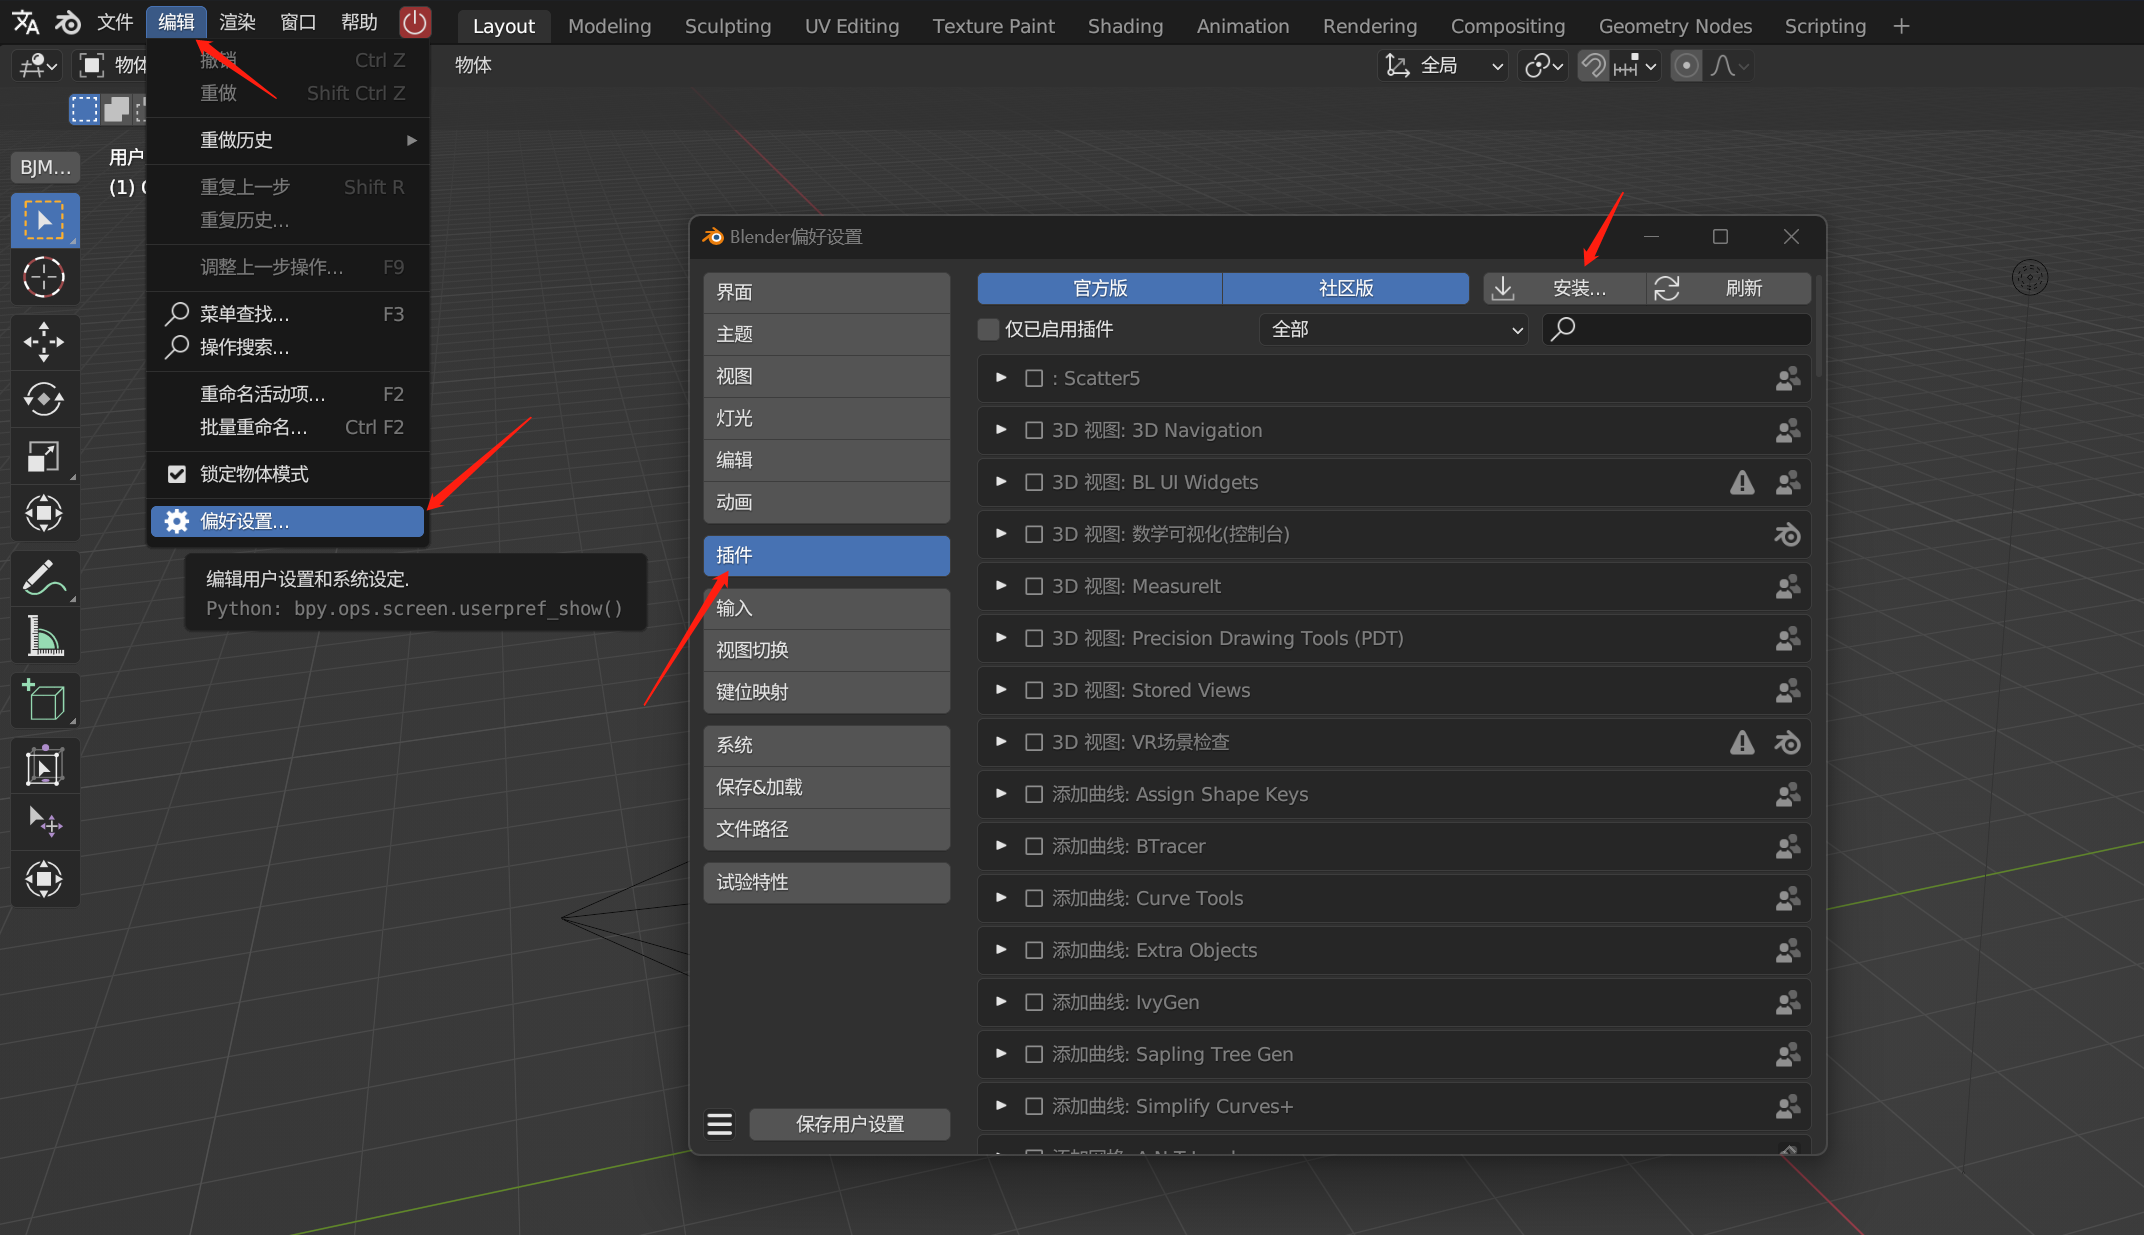 文件 编辑 渲染 窗口 帮助
Layout Modeling Sculpting UV Editing Texture Paint Shading Animation Rendering Compositing Geometry Nodes Scripting
物体
全局
BJM...
用户
(1)
撤销 Ctrl Z
重做 Shift Ctrl Z
重做历史
重复上一步 Shift R
重复历史...
调整上一步操作... F9
菜单查找... F3
操作搜索...
重命名活动项... F2
批量重命名... Ctrl F2
锁定物体模式
偏好设置...
编辑用户设置和系统设定.
Python: bpy.ops.screen.userpref_show()
物体
Blender偏好设置
界面
主题
视图
灯光
编辑
动画
插件
输入
视图切换
键位映射
系统
保存&加载
文件路径
试验特性
保存用户设置
官方版 社区版 安装... 刷新
仅已启用插件 全部
: Scatter5
3D 视图: 3D Navigation
3D 视图: BL UI Widgets
3D 视图: 数学可视化(控制台)
3D 视图: MeasureIt
3D 视图: Precision Drawing Tools (PDT)
3D 视图: Stored Views
3D 视图: VR场景检查
添加曲线: Assign Shape Keys
添加曲线: BTracer
添加曲线: Curve Tools
添加曲线: Extra Objects
添加曲线: IvyGen
添加曲线: Sapling Tree Gen
添加曲线: Simplify Curves+